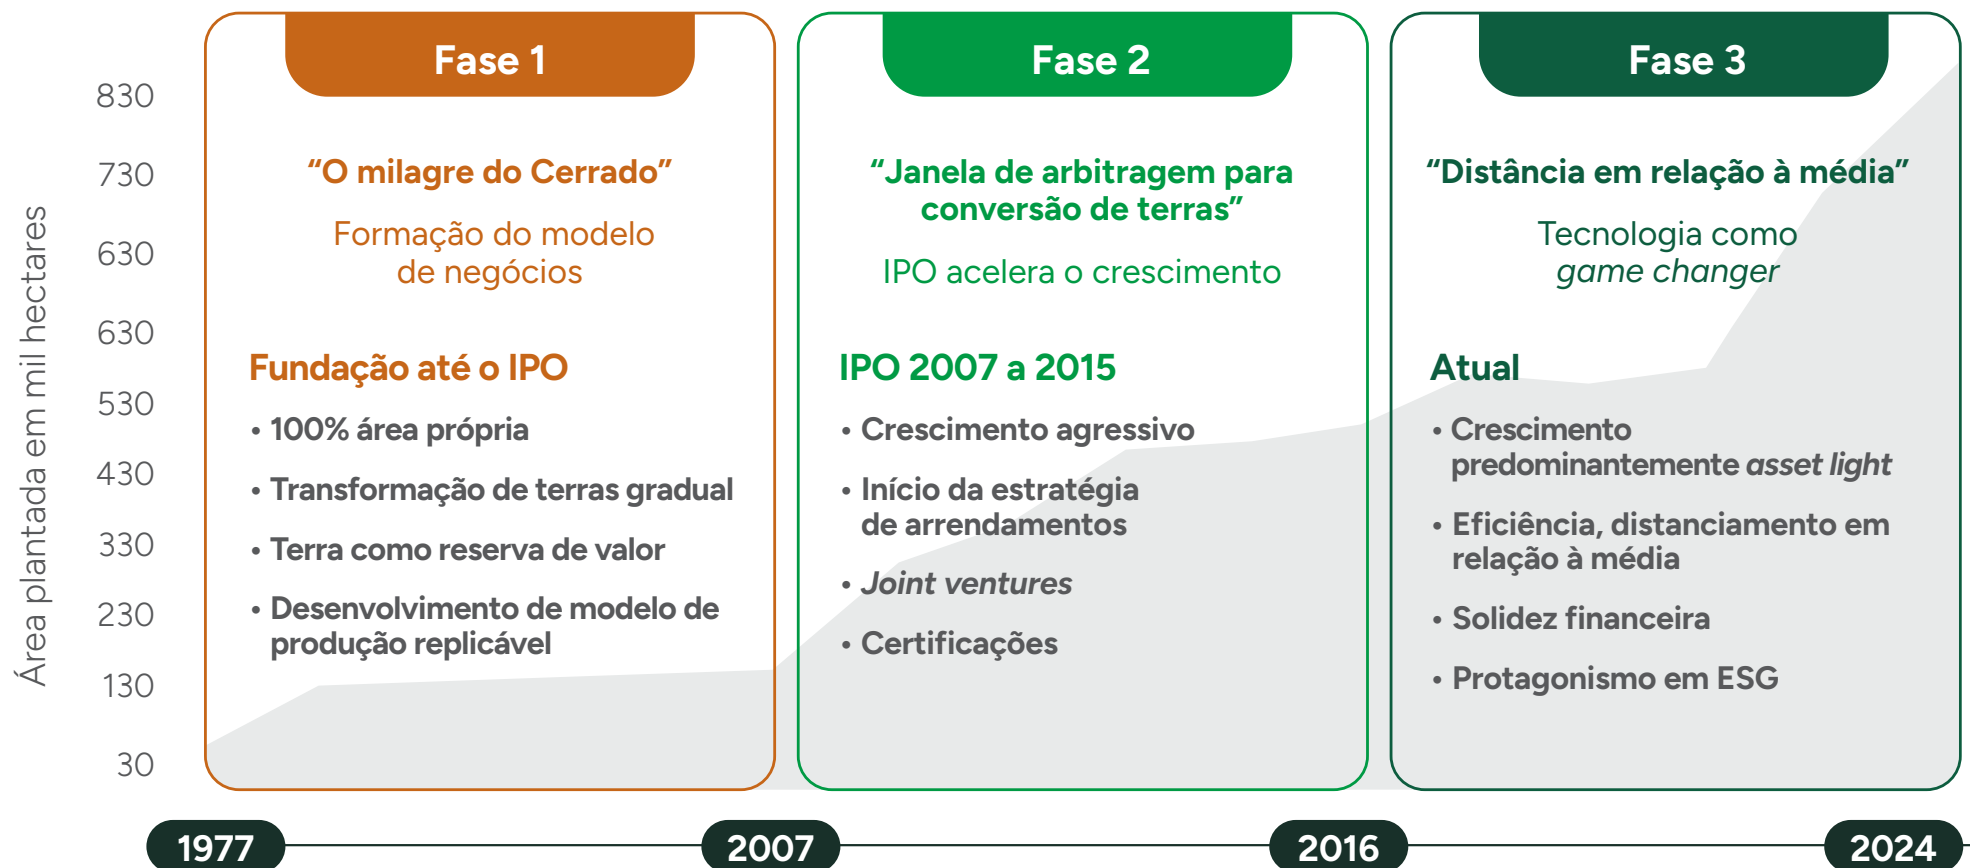 Área plantada em mil hectares
830
730
630
630
530
430
330
230
130
30
Fase 1
“O milagre do Cerrado”
Formação do modelo
de negócios
Fundação até o IPO
• 100% área própria
• Transformação de terras gradual
• Terra como reserva de valor
• Desenvolvimento de modelo de
produção replicável
Fase 2
“Janela de arbitragem para
conversão de terras”
IPO acelera o crescimento
IPO 2007 a 2015
• Crescimento agressivo
• Início da estratégia
de arrendamentos
• Joint ventures
• Certificações
Fase 3
“Distância em relação à média”
Tecnologia como
game changer
Atual
• Crescimento
predominantemente asset light
• Eficiência, distanciamento em
relação à média
• Solidez financeira
• Protagonismo em ESG
1977
2007
2016
2024